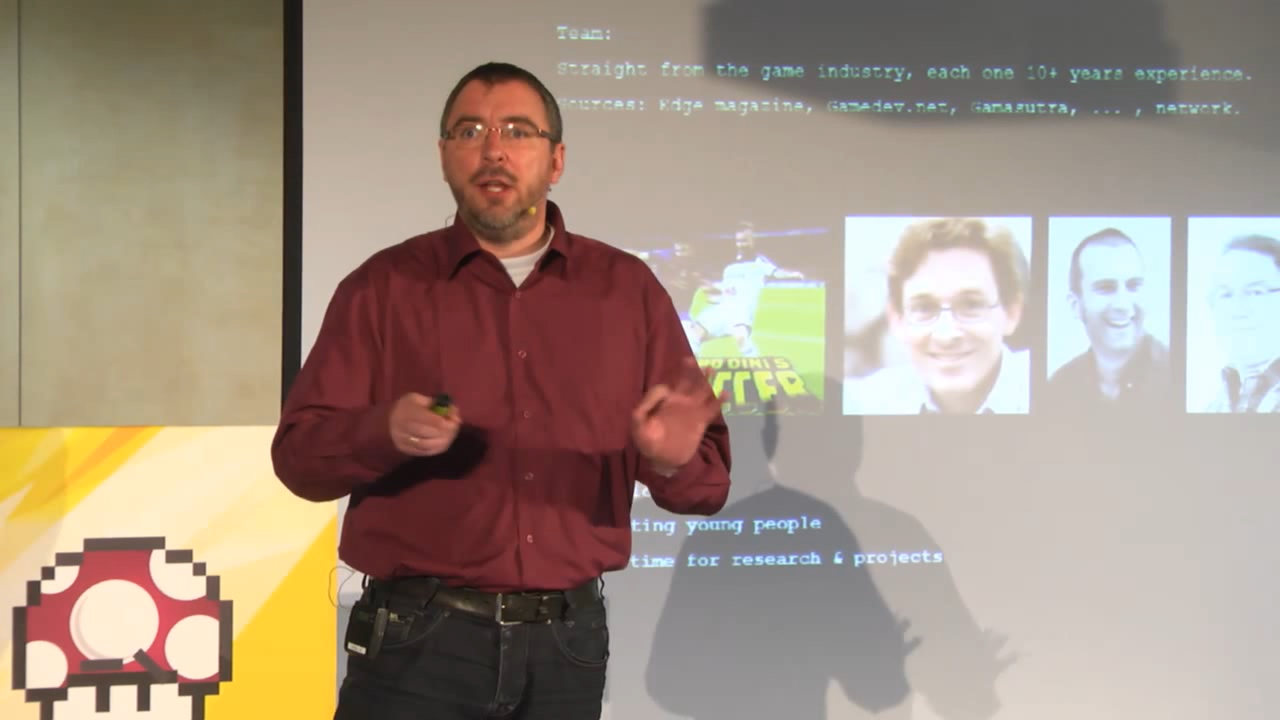 Team:
Straight from the game industry, each one 10+ years experience.
Sources: Edge magazine, Gamedev.net, Gamasutra, ... , network.
DINI'S
ting young people
time for research & projects